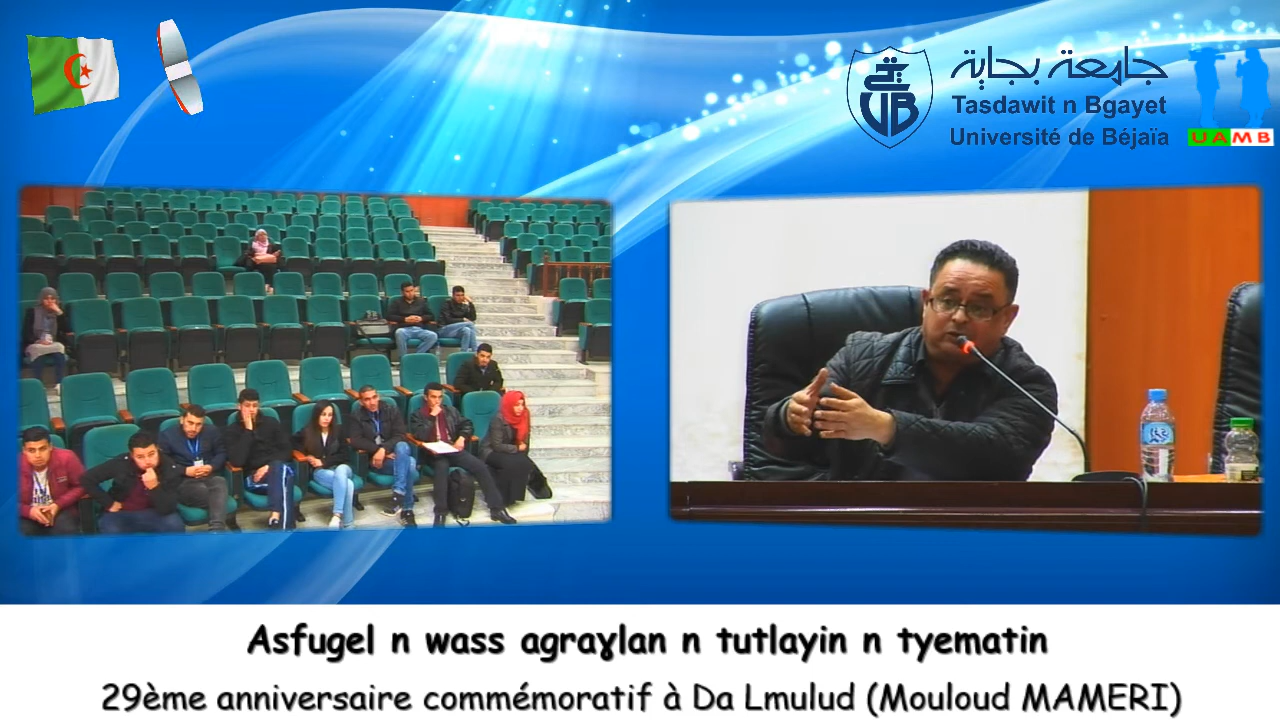 جامعة بجاية
Tasdawit n Bgayet
Université de Béjaïa
UB
UAMB
Asfugel n wass agraɣlan n tutlayin n tyematin
29ème anniversaire commémoratif à Da Lmulud (Mouloud MAMERI)